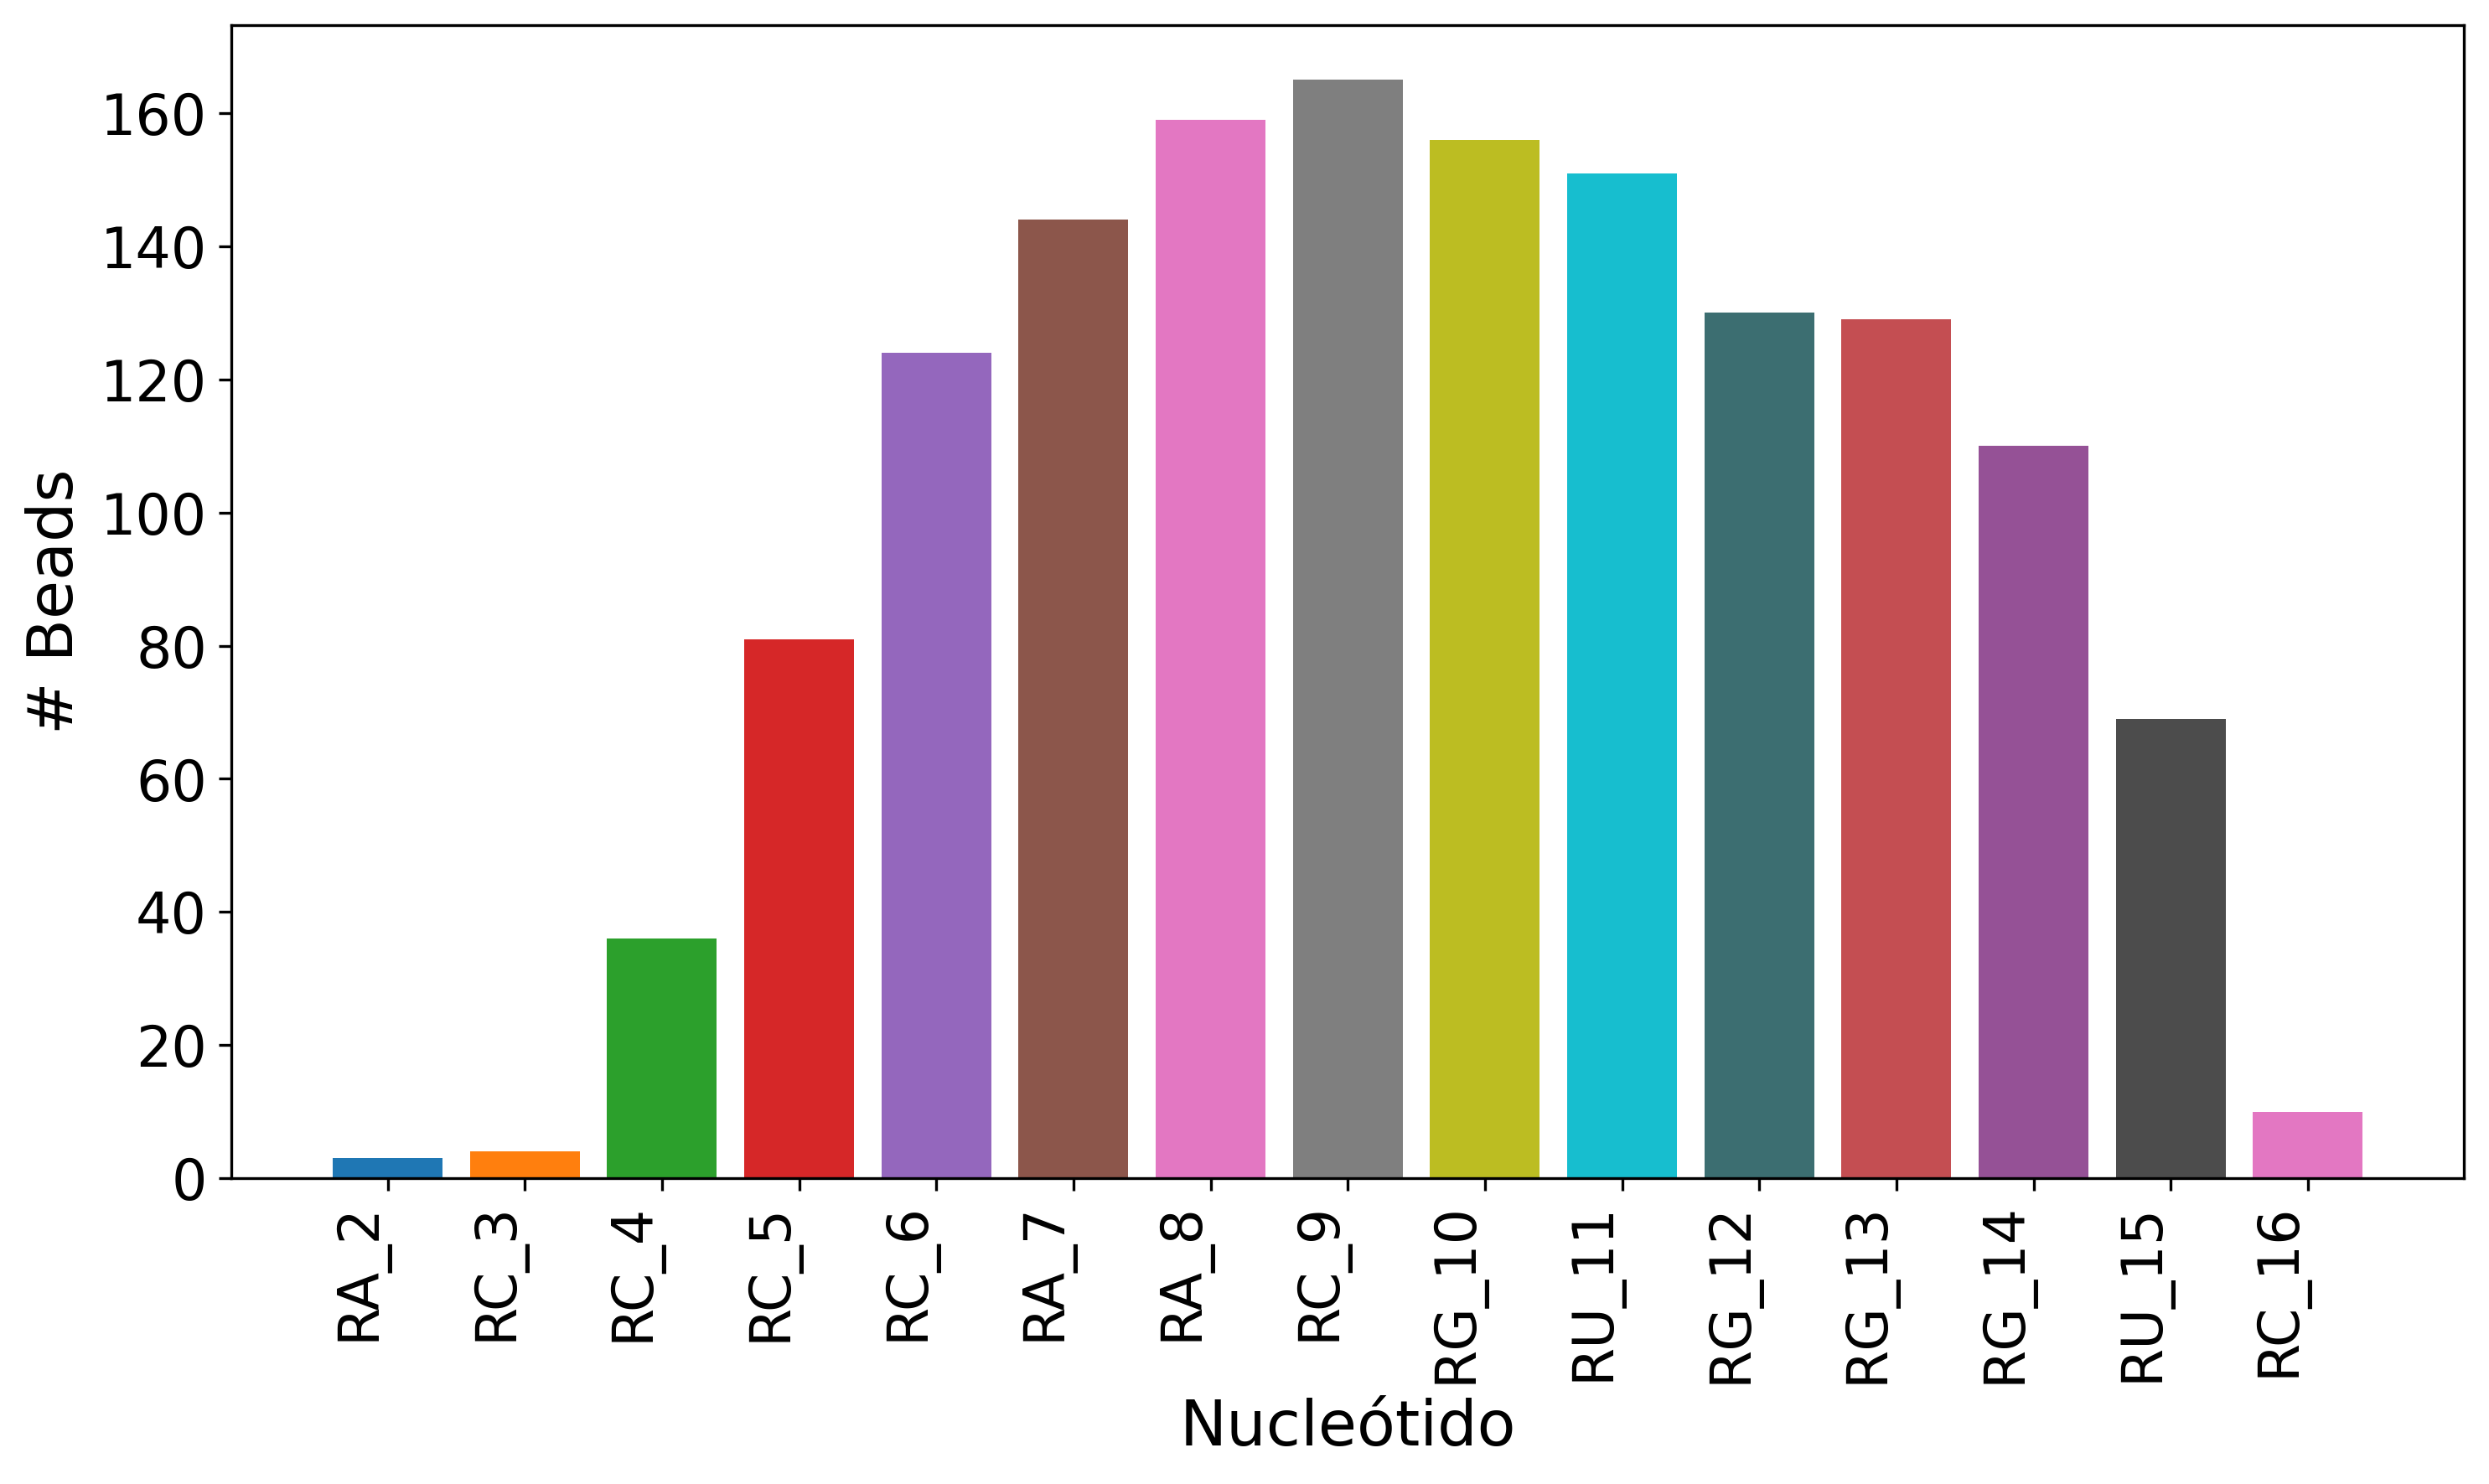 # Beads
160
140
120
100
80
60
40
20
0
RA_2
RC_3
RC_4
RC_5
RC_6
RA_7
RA_8
RC_9
RG_10
RU_11
RG_12
RG_13
RG_14
RU_15
RC_16
Nucleótido